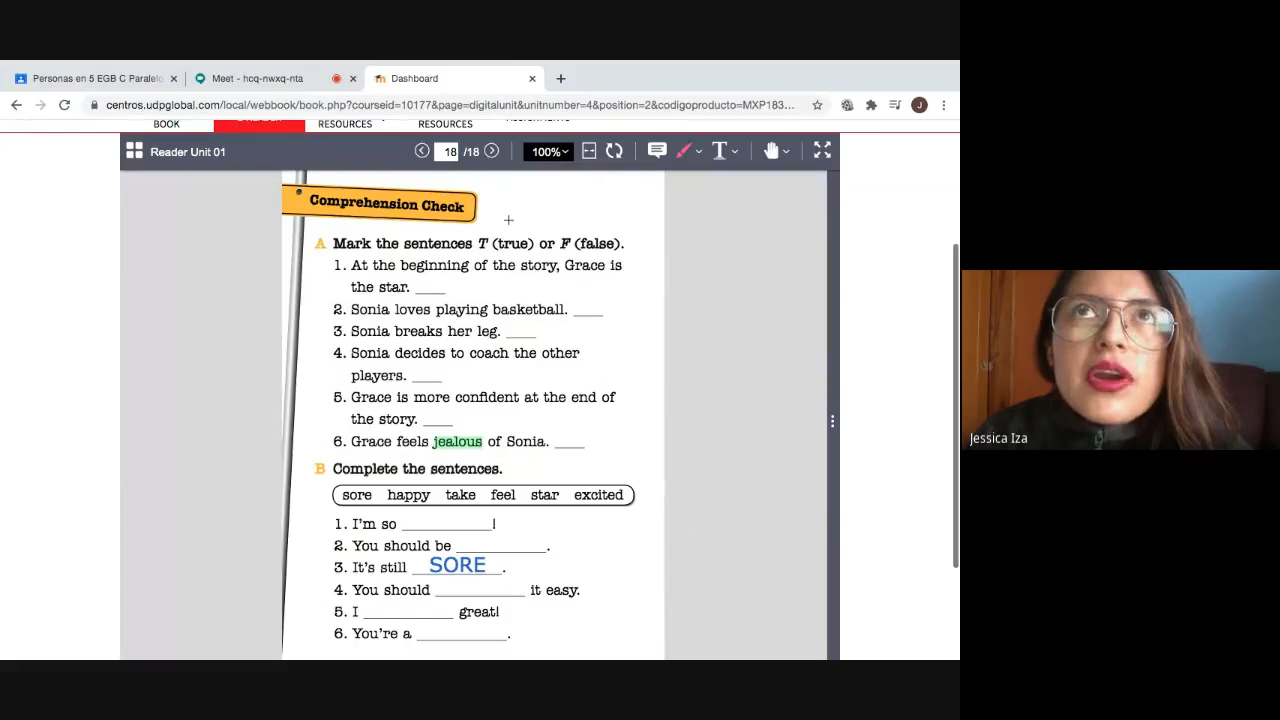 Personas en 5 EGB C Paralelo
Meet - hcq-nwxq-nta
Dashboard
centros.udpglobal.com/local/webbook/book.php?courseid=10177&page=digitalunit&unitnumber=4&position=2&codigoproducto=MXP183...
J
BOOK
RESOURCES
RESOURCES
Reader Unit 01
18 /18
100%
T
Comprehension Check
A Mark the sentences T (true) or F (false).
1. At the beginning of the story, Grace is
the star. ____
2. Sonia loves playing basketball. ____
3. Sonia breaks her leg. ____
4. Sonia decides to coach the other
players. ____
5. Grace is more confident at the end of
the story. ____
6. Grace feels jealous of Sonia. ____
B Complete the sentences.
sore happy take feel star excited
1. I'm so ____________!
2. You should be ____________.
3. It's still SORE.
4. You should ____________ it easy.
5. I ____________ great!
6. You're a ____________.
Jessica Iza